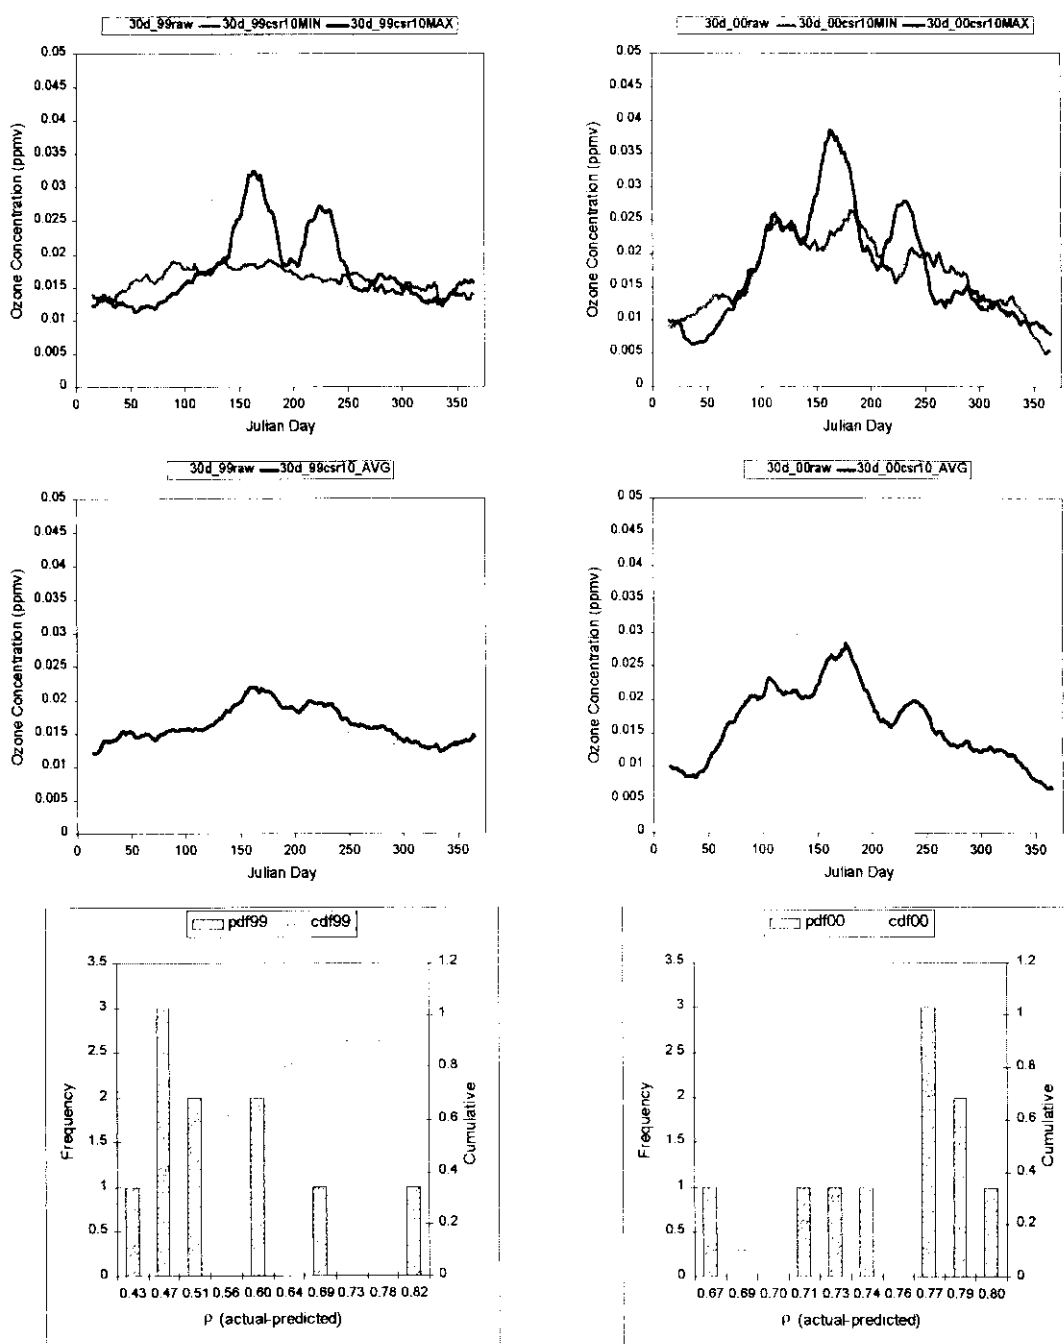 30d_99raw 30d_99csr10MIN 30d_99csr10MAX
0.05
0.045
0.04
0.035
0.03
0.025
0.02
0.015
0.01
0.005
0
Ozone Concentration (ppmv)
0 50 100 150 200 250 300 350
Julian Day
30d_00raw 30d_00csr10MIN 30d_00csr10MAX
0.05
0.045
0.04
0.035
0.03
0.025
0.02
0.015
0.01
0.005
0
Ozone Concentration (ppmv)
0 50 100 150 200 250 300 350
Julian Day
30d_99raw 30d_99csr10_AVG
0.05
0.045
0.04
0.035
0.03
0.025
0.02
0.015
0.01
0.005
0
Ozone Concentration (ppmv)
0 50 100 150 200 250 300 350
Julian Day
30d_00raw 30d_00csr10_AVG
0.05
0.045
0.04
0.035
0.03
0.025
0.02
0.015
0.01
0.005
0
Ozone Concentration (ppmv)
0 50 100 150 200 250 300 350
Julian Day
pdf99 cdf99
3.5
3
2.5
2
1.5
1
0.5
0
Frequency
1.2
1
0.8
0.6
0.4
0.2
0
Cumulative
0.43 0.47 0.51 0.56 0.60 0.64 0.69 0.73 0.78 0.82
ρ (actual-predicted)
pdf00 cdf00
3.5
3
2.5
2
1.5
1
0.5
0
Frequency
1.2
1
0.8
0.6
0.4
0.2
0
Cumulative
0.67 0.69 0.70 0.71 0.73 0.74 0.76 0.77 0.79 0.80
ρ (actual-predicted)